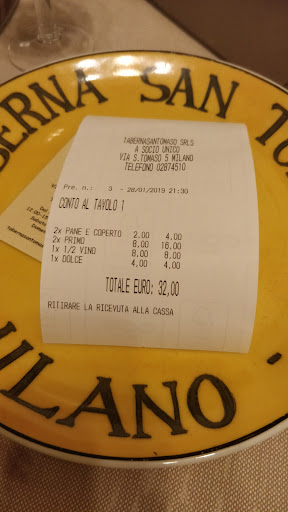 BERNA SAN TO
TABERNASANTOMASO SRLS
A SOCIO UNICO
VIA S.TOMASO 5 MILANO
TELEFONO 02874510
Pre. n.: 3 - 26/01/2019 21:30
CONTO AL TAVOLO 1
2x PANE E COPERTO 2,00 4,00
2x PRIMO 8,00 16,00
1x 1/2 VINO 8,00 8,00
1x DOLCE 4,00 4,00
TOTALE EURO: 32,00
RITIRARE LA RICEVUTA ALLA CASSA
MILANO -